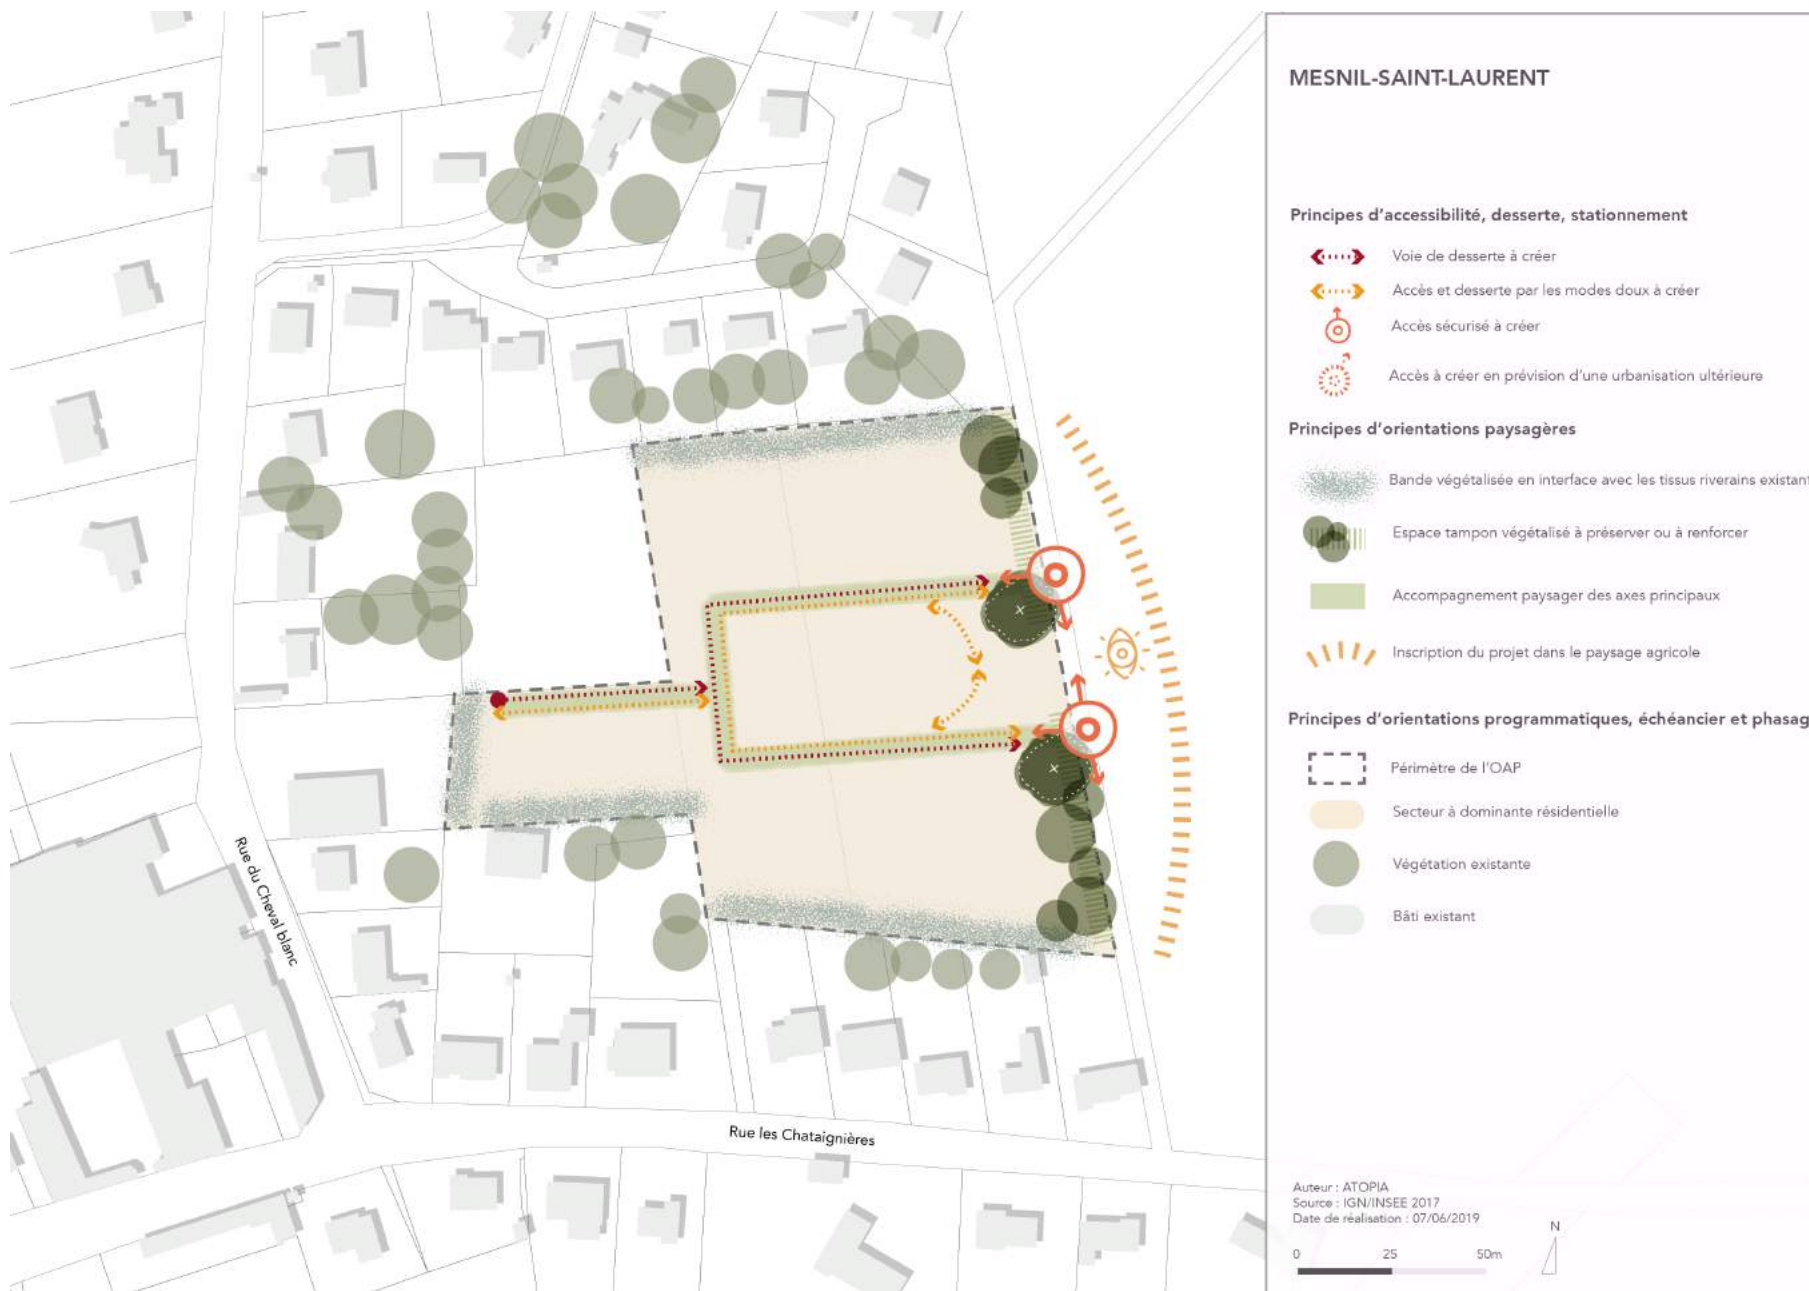 MESNIL-SAINT-LAURENT
Principes d'accessibilité, desserte, stationnement
Voie de desserte à créer
Accès et desserte par les modes doux à créer
Accès sécurisé à créer
Accès à créer en prévision d'une urbanisation ultérieure
Principes d'orientations paysagères
Bande végétalisée en interface avec les tissus riverains existant
Espace tampon végétalisé à préserver ou à renforcer
Accompagnement paysager des axes principaux
Inscription du projet dans le paysage agricole
Principes d'orientations programmatiques, échéancier et phasag
Périmètre de l'OAP
Secteur à dominante résidentielle
Végétation existante
Bâti existant
Rue du Cheval blanc
Rue les Chataignières
Auteur : ATOPIA
Source : IGN/INSEE 2017
Date de réalisation : 07/06/2019
N
0 25 50m